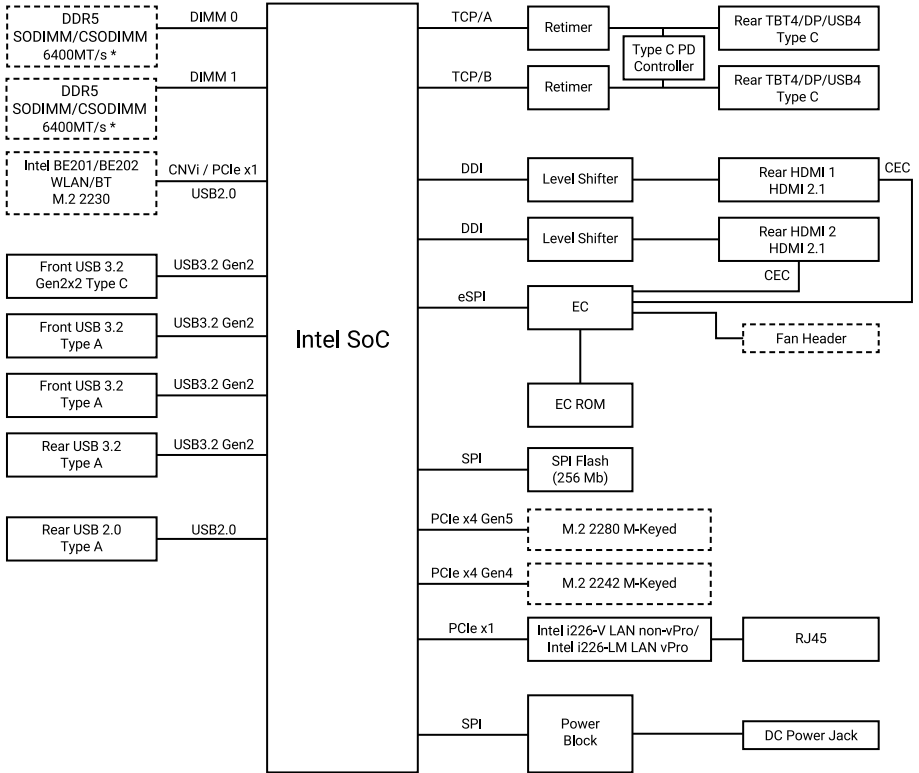 DDR5
SODIMM/CSODIMM
6400MT/s *
DIMM 0
DDR5
SODIMM/CSODIMM
6400MT/s *
DIMM 1
Intel BE201/BE202
WLAN/BT
M.2 2230
CNVi / PCIe x1
USB2.0
Front USB 3.2
Gen2x2 Type C
USB3.2 Gen2
Front USB 3.2
Type A
USB3.2 Gen2
Front USB 3.2
Type A
USB3.2 Gen2
Rear USB 3.2
Type A
USB3.2 Gen2
Rear USB 2.0
Type A
USB2.0
Intel SoC
TCP/A
Retimer
Rear TBT4/DP/USB4
Type C
Type C PD
Controller
TCP/B
Retimer
Rear TBT4/DP/USB4
Type C
DDI
Level Shifter
Rear HDMI 1
HDMI 2.1
CEC
DDI
Level Shifter
Rear HDMI 2
HDMI 2.1
CEC
eSPI
EC
Fan Header
EC ROM
SPI
SPI Flash
(256 Mb)
PCIe x4 Gen5
M.2 2280 M-Keyed
PCIe x4 Gen4
M.2 2242 M-Keyed
PCIe x1
Intel i226-V LAN non-vPro/
Intel i226-LM LAN vPro
RJ45
SPI
Power
Block
DC Power Jack